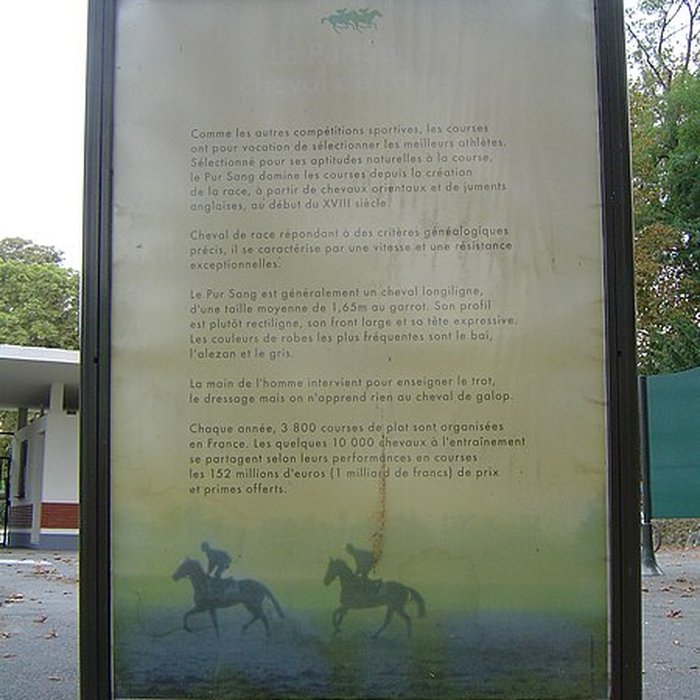 Comme les autres compétitions sportives, les courses
ont pour vocation de sélectionner les meilleurs athlètes.
Sélectionné pour ses aptitudes naturelles à la course,
le Pur Sang domine les courses depuis la création
de la race, à partir de chevaux orientaux et de juments
anglaises, au début du XVIII siècle.
Cheval de race répondant à des critères généalogiques
précis, il se caractérise par une vitesse et une résistance
exceptionnelles.
Le Pur Sang est généralement un cheval longiligne,
d'une taille moyenne de 1,65m au garrot. Son profil
est plutôt rectiligne, son front large et sa tête expressive.
Les couleurs de robes les plus fréquentes sont le bai,
l'alezan et le gris.
La main de l'homme intervient pour enseigner le trot,
le dressage mais on n'apprend rien au cheval de galop.
Chaque année, 3 800 courses de plat sont organisées
en France. Les quelques 10 000 chevaux à l'entraînement
se partagent selon leurs performances en courses
les 152 millions d'euros (1 milliard de francs) de prix
et primes offerts.